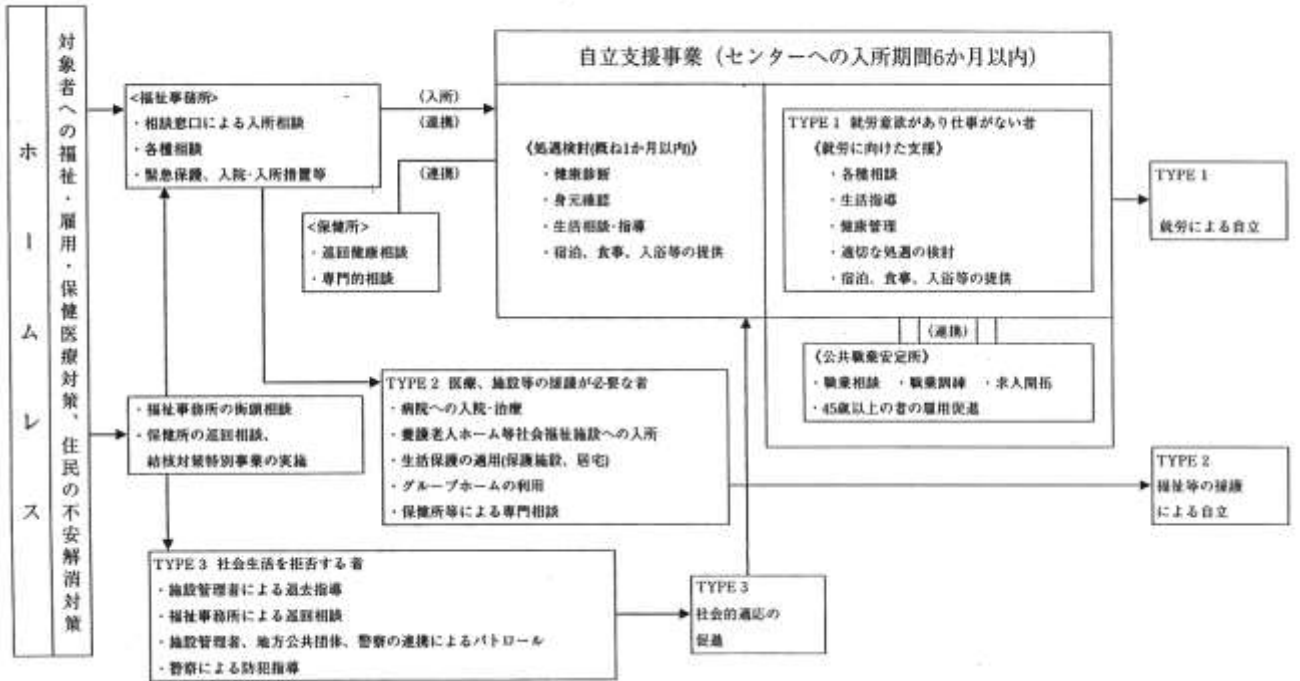 ホームレス
対象者への福祉・雇用・保健医療対策、住民の不安解消対策
<福祉事務所>
・相談窓口による入所相談
・各種相談
・緊急保護、入院・入所措置等
(入所)
(連携)
(連携)
<保健所>
・巡回健康相談
・専門的相談
自立支援事業（センターへの入所期間6か月以内）
《処遇検討(概ね1か月以内)》
・健康診断
・身元確認
・生活相談・指導
・宿泊、食事、入浴等の提供
TYPE 1 就労意欲があり仕事がない者
《就労に向けた支援》
・各種相談
・生活指導
・健康管理
・適切な処遇の検討
・宿泊、食事、入浴等の提供
(連携)
《公共職業安定所》
・職業相談 ・職業訓練 ・求人開拓
・45歳以上の者の雇用促進
TYPE 1
就労による自立
・福祉事務所の街頭相談
・保健所の巡回相談、
結核対策特別事業の実施
TYPE 2 医療、施設等の援護が必要な者
・病院への入院・治療
・養護老人ホーム等社会福祉施設への入所
・生活保護の適用(保護施設、居宅)
・グループホームの利用
・保健所等による専門相談
TYPE 2
福祉等の援護
による自立
TYPE 3 社会生活を拒否する者
・施設管理者による退去指導
・福祉事務所による巡回相談
・施設管理者、地方公共団体、警察の連携によるパトロール
・警察による防犯指導
TYPE 3
社会的適応の
促進